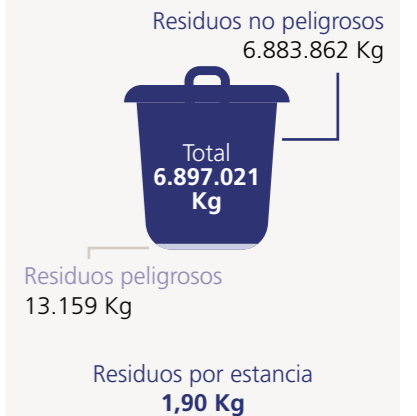 Residuos no peligrosos
6.883.862 Kg
Total
6.897.021
Kg
Residuos peligrosos
13.159 Kg
Residuos por estancia
1,90 Kg